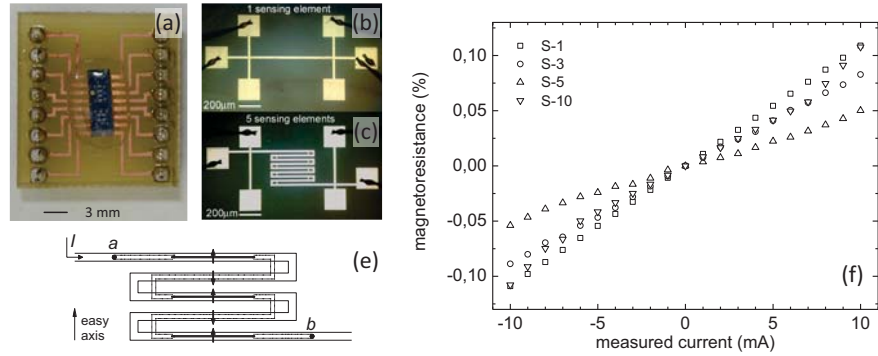 (a)
3 mm
1 sensing element
(b)
200µm
5 sensing elements
(c)
200µm
I
a
(e)
easy
axis
b
magnetoresistance (%)
0,10
0,05
0,00
-0,05
-0,10
S-1
S-3
S-5
S-10
(f)
-10
-5
0
5
10
measured current (mA)